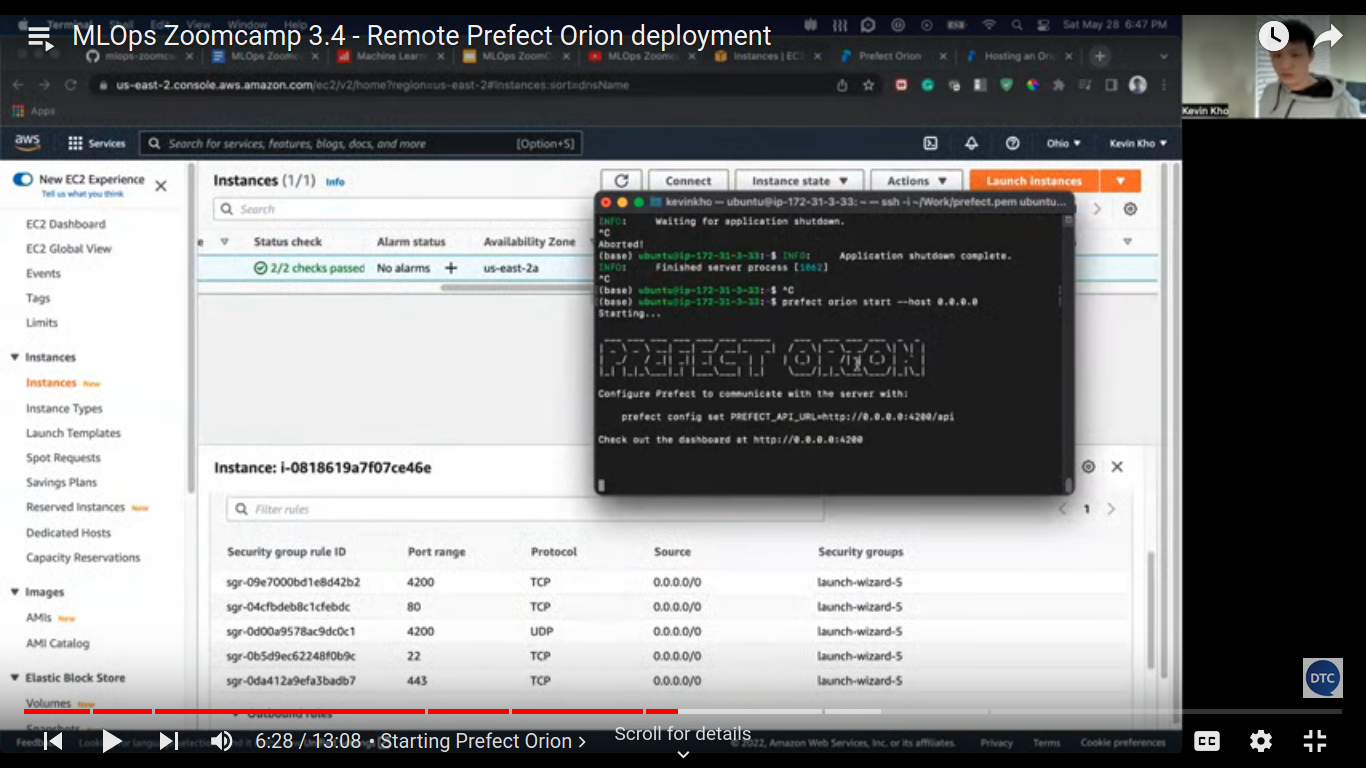 Terminal Shell Edit View Window Help Sat May 28 6:47 PM
MLOps Zoomcamp 3.4 - Remote Prefect Orion deployment
mlops-zoomc MLOps Zoomc Machine Learn MLOps Zoom MLOps Zoomc Instances | EC Prefect Orion Hosting an Ori
us-east-2.console.aws.amazon.com/ec2/v2/home?region=us-east-2#Instances:sort=dnsName
Apps
Kevin Kho
aws Services Search for services, features, blogs, docs, and more [Option+S] Ohio Kevin Kho
New EC2 Experience
Tell us what you think
EC2 Dashboard
EC2 Global View
Events
Tags
Limits
Instances
Instances New
Instance Types
Launch Templates
Spot Requests
Savings Plans
Reserved Instances New
Dedicated Hosts
Capacity Reservations
Images
AMIs New
AMI Catalog
Elastic Block Store
Volumes New
Snapshots
Instances (1/1) Info
Connect Instance state Actions Launch instances
Search
Status check Alarm status Availability Zone
2/2 checks passed No alarms + us-east-2a
kevinkho — ubuntu@ip-172-31-3-33: ~ — ssh -i ~/Work/prefect.pem ubuntu...
INFO: Waiting for application shutdown.
^C
Aborted!
(base) ubuntu@ip-172-31-3-33:~$ INFO: Application shutdown complete.
INFO: Finished server process [1062]
^C
(base) ubuntu@ip-172-31-3-33:~$ ^C
(base) ubuntu@ip-172-31-3-33:~$ prefect orion start --host 0.0.0.0
Starting...
PREFECT ORION
Configure Prefect to communicate with the server with:
prefect config set PREFECT_API_URL=http://0.0.0.0:4200/api
Check out the dashboard at http://0.0.0.0:4200
Instance: i-0818619a7f07ce46e
Filter rules
1
Security group rule ID Port range Protocol Source Security groups
sgr-09e7000bd1e8d42b2 4200 TCP 0.0.0.0/0 launch-wizard-5
sgr-04cfbdeb8c1cfebdc 80 TCP 0.0.0.0/0 launch-wizard-5
sgr-0d00a9578ac9dc0c1 4200 UDP 0.0.0.0/0 launch-wizard-5
sgr-0b5d9ec62248f0b9c 22 TCP 0.0.0.0/0 launch-wizard-5
sgr-0da412a9efa3badb7 443 TCP 0.0.0.0/0 launch-wizard-5
Outbound rules
DTC
6:28 / 13:08 • Starting Prefect Orion
Scroll for details
CC
© 2022, Amazon Web Services, Inc. or its affiliates. Privacy Terms Cookie preferences